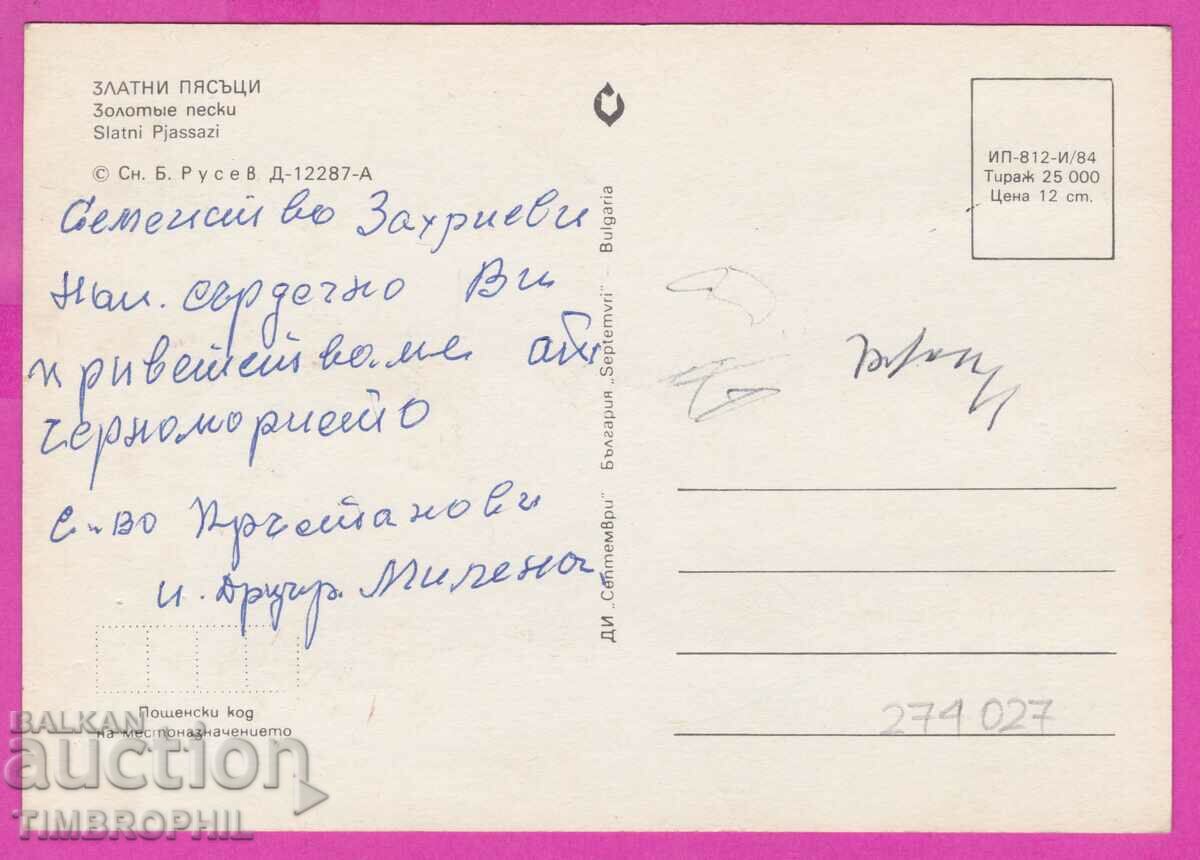 ЗЛАТНИ ПЯСЪЦИ
Золотые пески
Slatni Pjassazi
© Сн. Б. Русев Д-12287-А
Семейство Захриеви
Най. сърдечно Ви
приветстваме от
черноморието
С-во Кръстанови
и. Другр. Милена
Пощенски код
на местоназначението
ДИ „Септември" България „Septemvri" - Bulgaria
ИП-812-И/84
Тираж 25 000
Цена 12 ст.
274027
BALKAN
auction
TIMBROPHIL